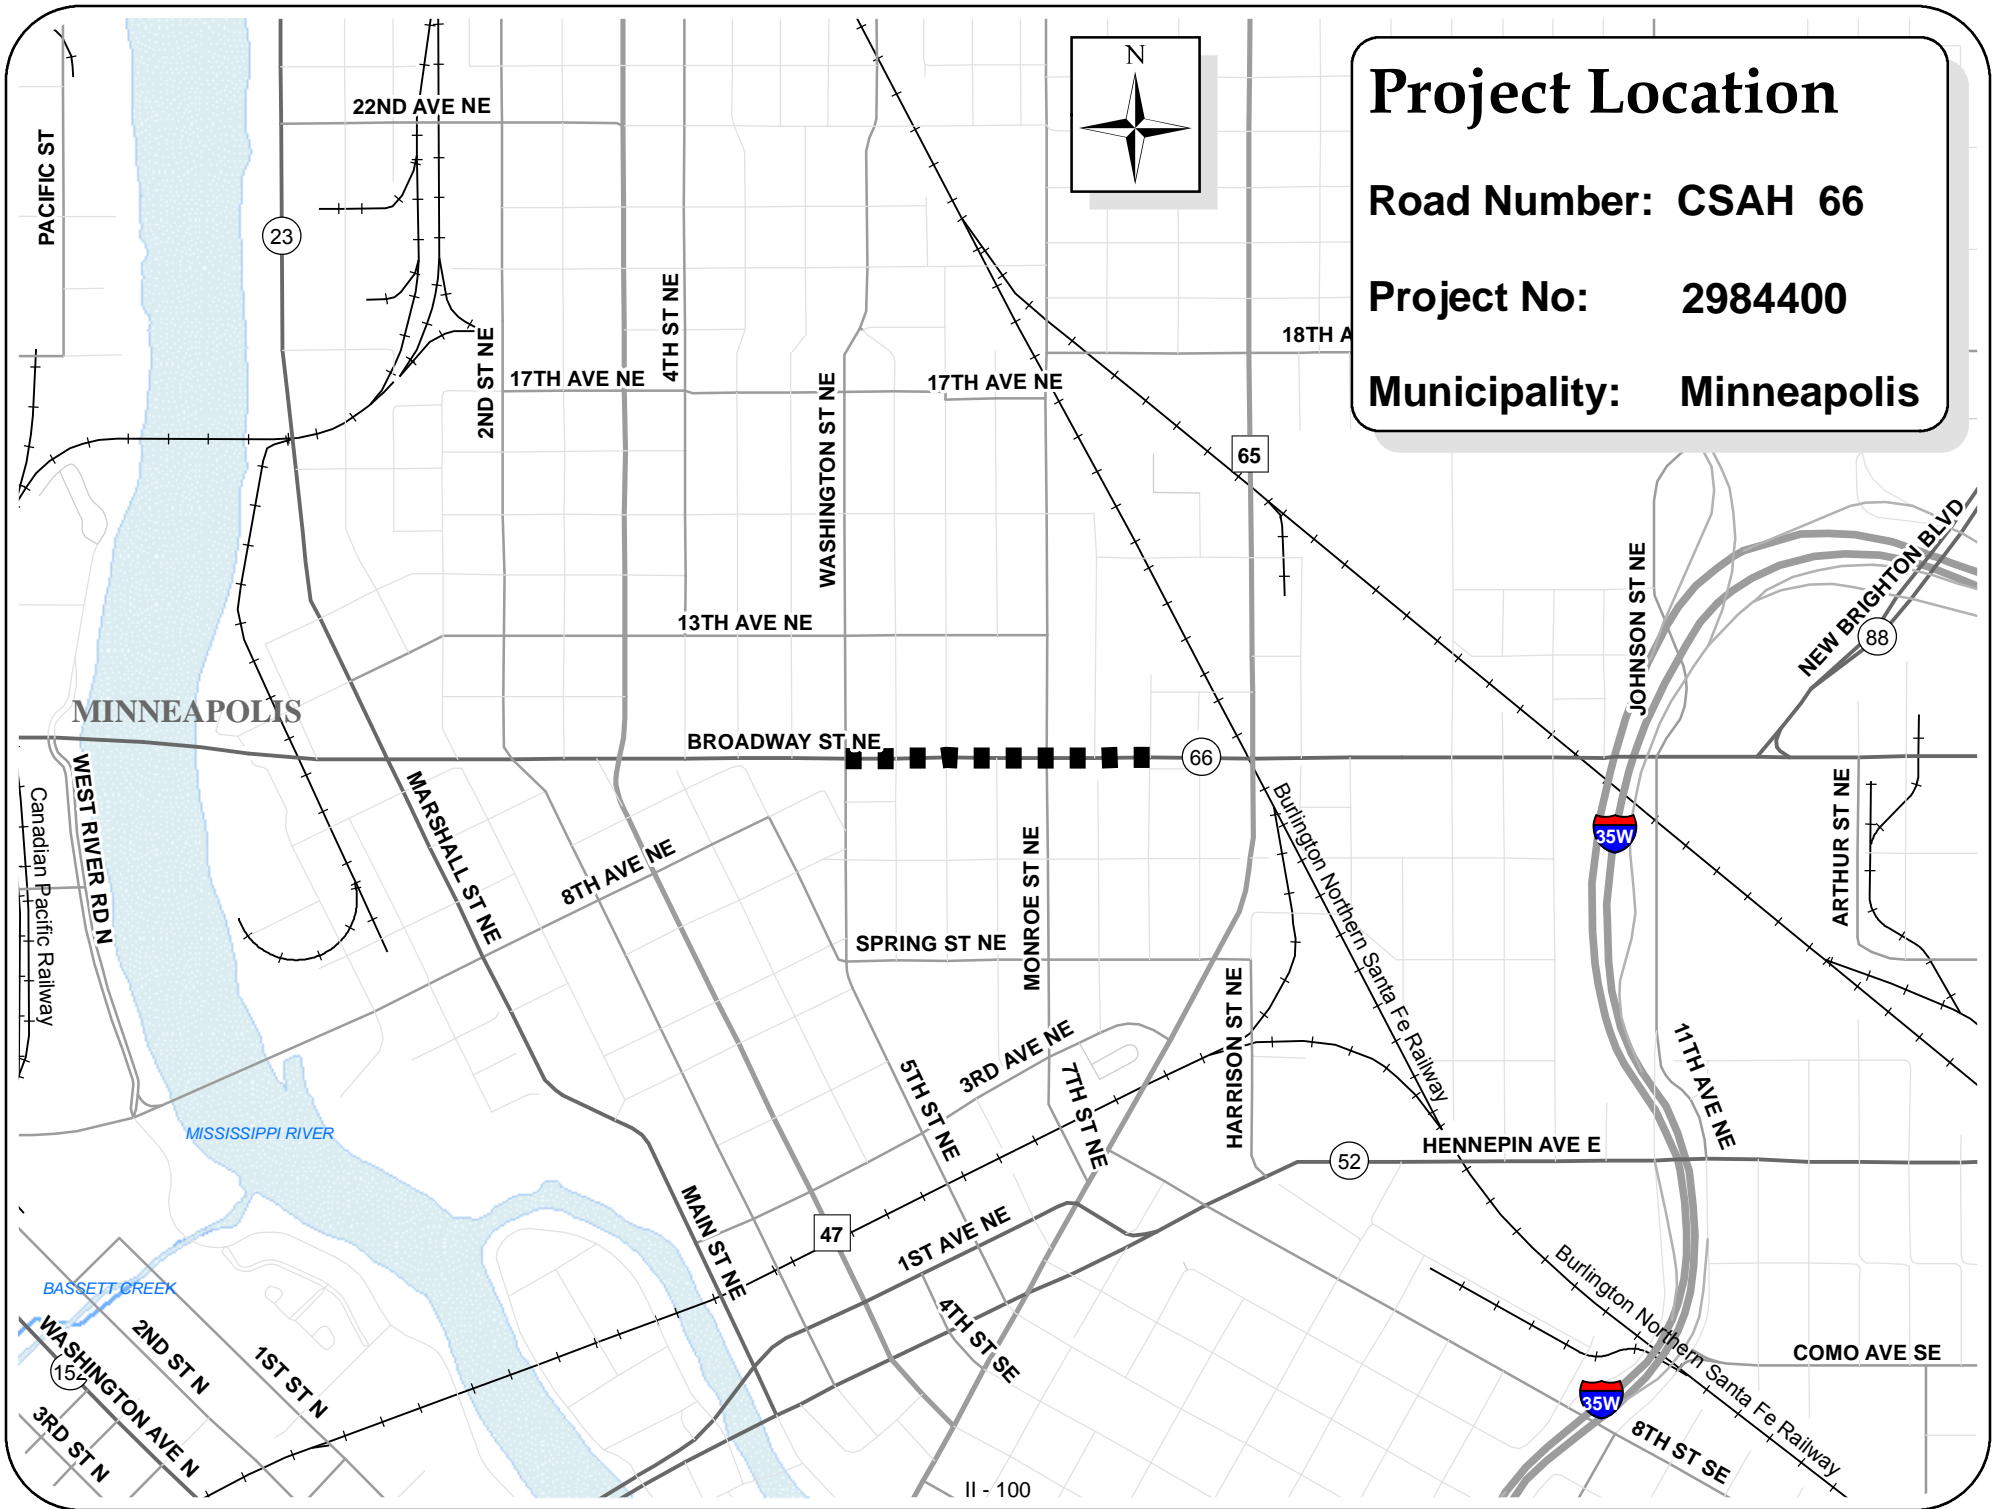 Project Location
Road Number: CSAH 66
Project No: 2984400
Municipality: Minneapolis
N
22ND AVE NE
PACIFIC ST
23
4TH ST NE
2ND ST NE
18TH A
17TH AVE NE
17TH AVE NE
WASHINGTON ST NE
65
JOHNSON ST NE
NEW BRIGHTON BLVD
88
13TH AVE NE
MINNEAPOLIS
BROADWAY ST NE
66
WEST RIVER RD N
Canadian Pacific Railway
MARSHALL ST NE
8TH AVE NE
MONROE ST NE
Burlington Northern Santa Fe Railway
35W
ARTHUR ST NE
SPRING ST NE
HARRISON ST NE
3RD AVE NE
5TH ST NE
7TH ST NE
11TH AVE NE
MISSISSIPPI RIVER
HENNEPIN AVE E
52
MAIN ST NE
47
1ST AVE NE
4TH ST SE
Burlington Northern Santa Fe Railway
BASSETT CREEK
2ND ST N
1ST ST N
WASHINGTON AVE N
152
3RD ST N
COMO AVE SE
35W
8TH ST SE
II - 100